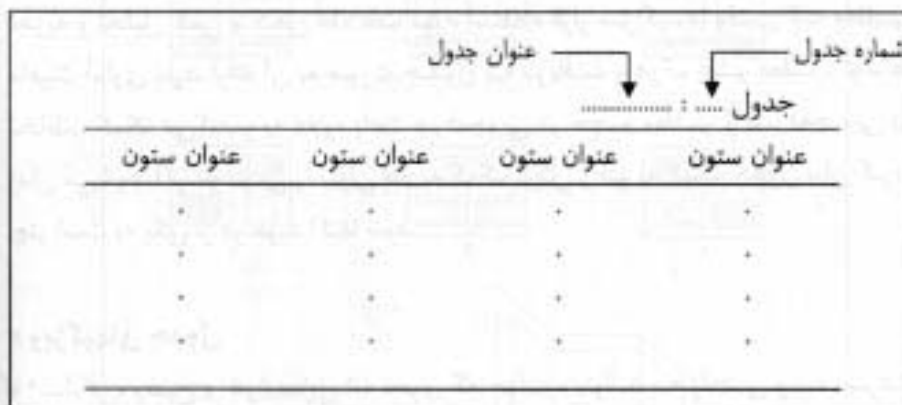 شماره جدول عنوان جدول
جدول ..... : .................
عنوان ستون عنوان ستون عنوان ستون عنوان ستون